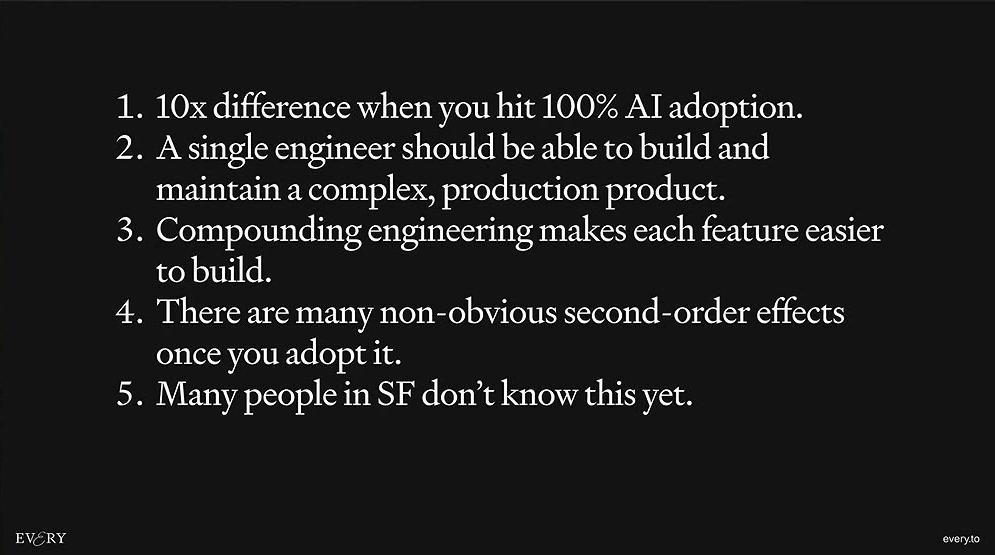 1. 10x difference when you hit 100% AI adoption.
2. A single engineer should be able to build and
maintain a complex, production product.
3. Compounding engineering makes each feature easier
to build.
4. There are many non-obvious second-order effects
once you adopt it.
5. Many people in SF don’t know this yet.
EVERY
every.to